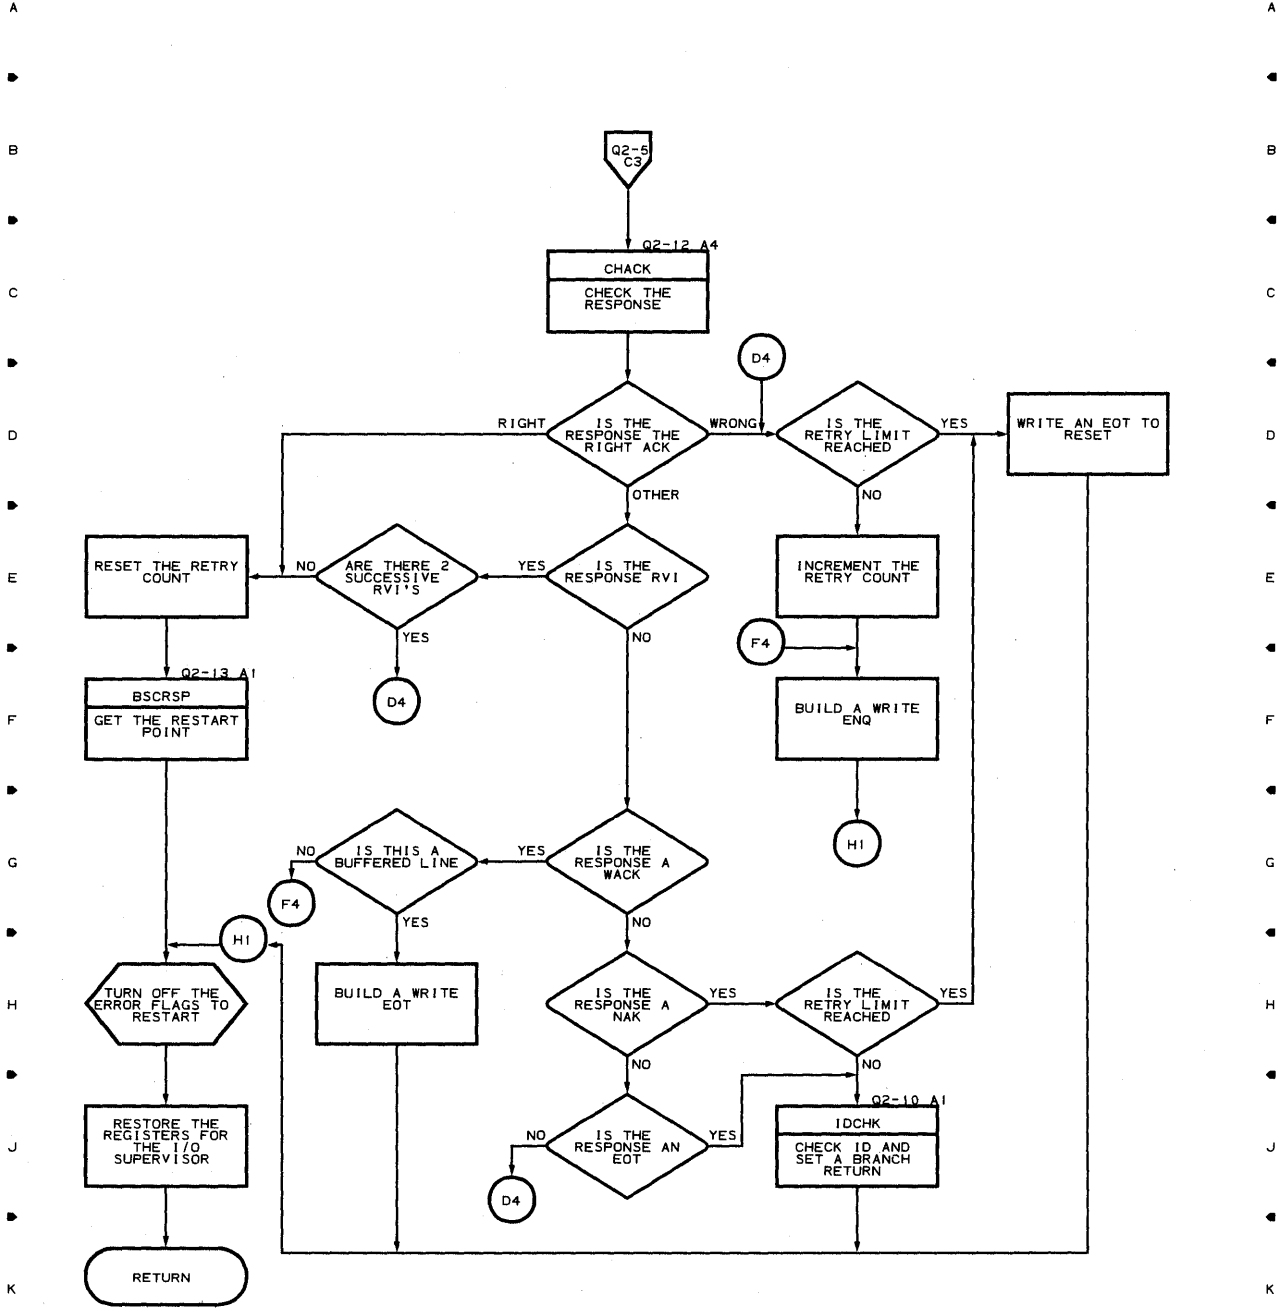 A A
B B
Q2-5
C3
Q2-12 A4
CHACK
CHECK THE
RESPONSE
C C
D4
D D
RIGHT
IS THE
RESPONSE THE
RIGHT ACK
WRONG
IS THE
RETRY LIMIT
REACHED
YES
WRITE AN EOT TO
RESET
OTHER
NO
E E
RESET THE RETRY
COUNT
NO
ARE THERE 2
SUCCESSIVE
RVI'S
YES
IS THE
RESPONSE RVI
INCREMENT THE
RETRY COUNT
YES
NO
F4
Q2-13 A1
BSCRSP
GET THE RESTART
POINT
D4
BUILD A WRITE
ENQ
F F
H1
G G
NO
IS THIS A
BUFFERED LINE
YES
IS THE
RESPONSE A
WACK
F4
YES
NO
H1
H H
TURN OFF THE
ERROR FLAGS TO
RESTART
BUILD A WRITE
EOT
IS THE
RESPONSE A
NAK
YES
IS THE
RETRY LIMIT
REACHED
YES
NO
NO
Q2-10 A1
J J
RESTORE THE
REGISTERS FOR
THE I/O
SUPERVISOR
NO
IS THE
RESPONSE AN
EOT
YES
IDCHK
CHECK ID AND
SET A BRANCH
RETURN
D4
RETURN
K K